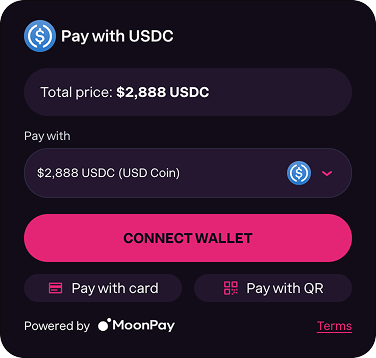 Pay with USDC
Total price: $2,888 USDC
Pay with
$2,888 USDC (USD Coin)
CONNECT WALLET
Pay with card
Pay with QR
Powered by MoonPay
Terms